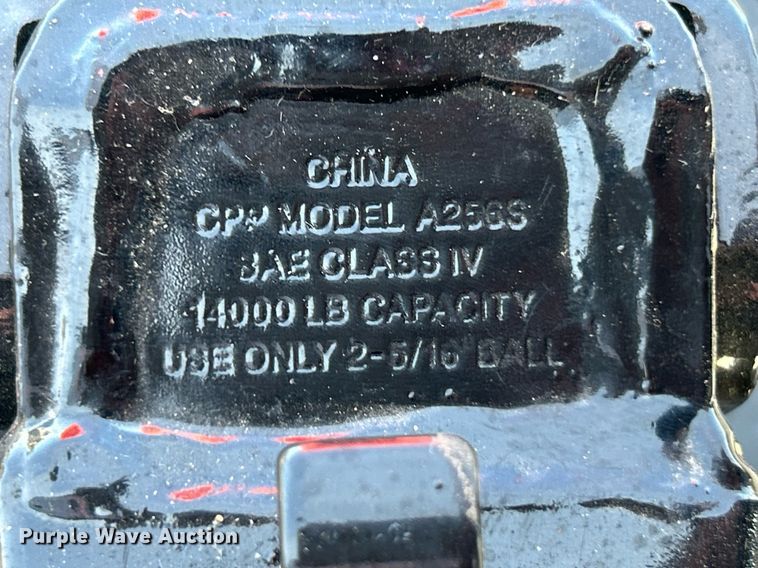 CHINA
CPP MODEL A256S
SAE CLASS IV
14000 LB CAPACITY
USE ONLY 2-5/16" BALL
Purple Wave Auction